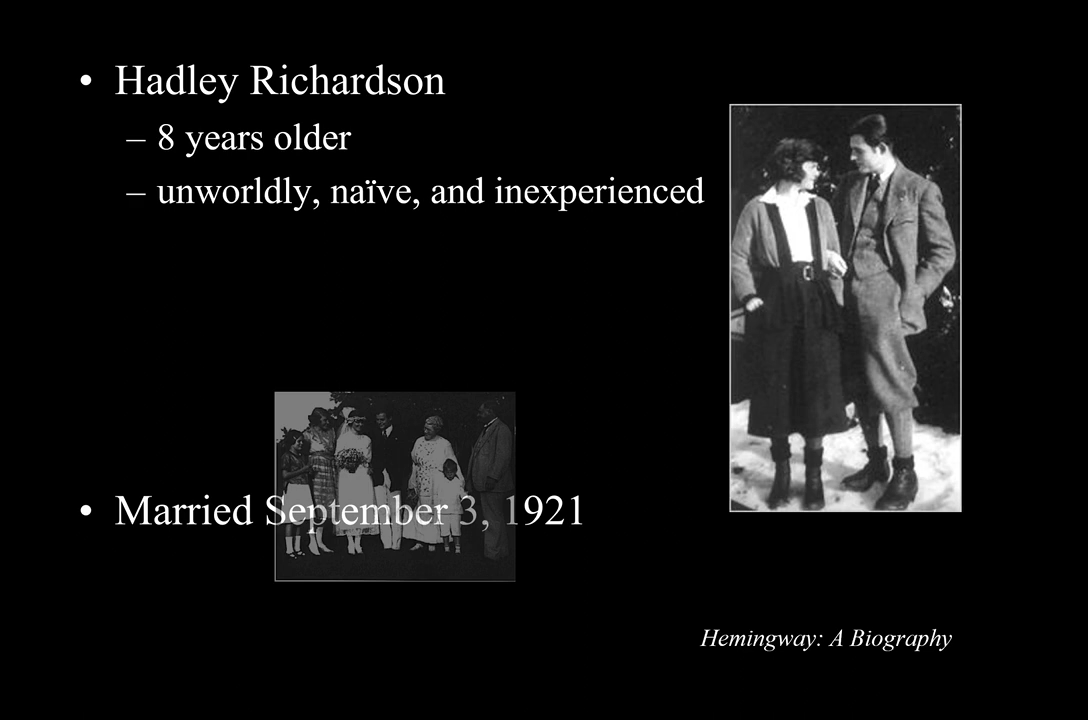 • Hadley Richardson
– 8 years older
– unworldly, naïve, and inexperienced
• Married September 3, 1921
Hemingway: A Biography